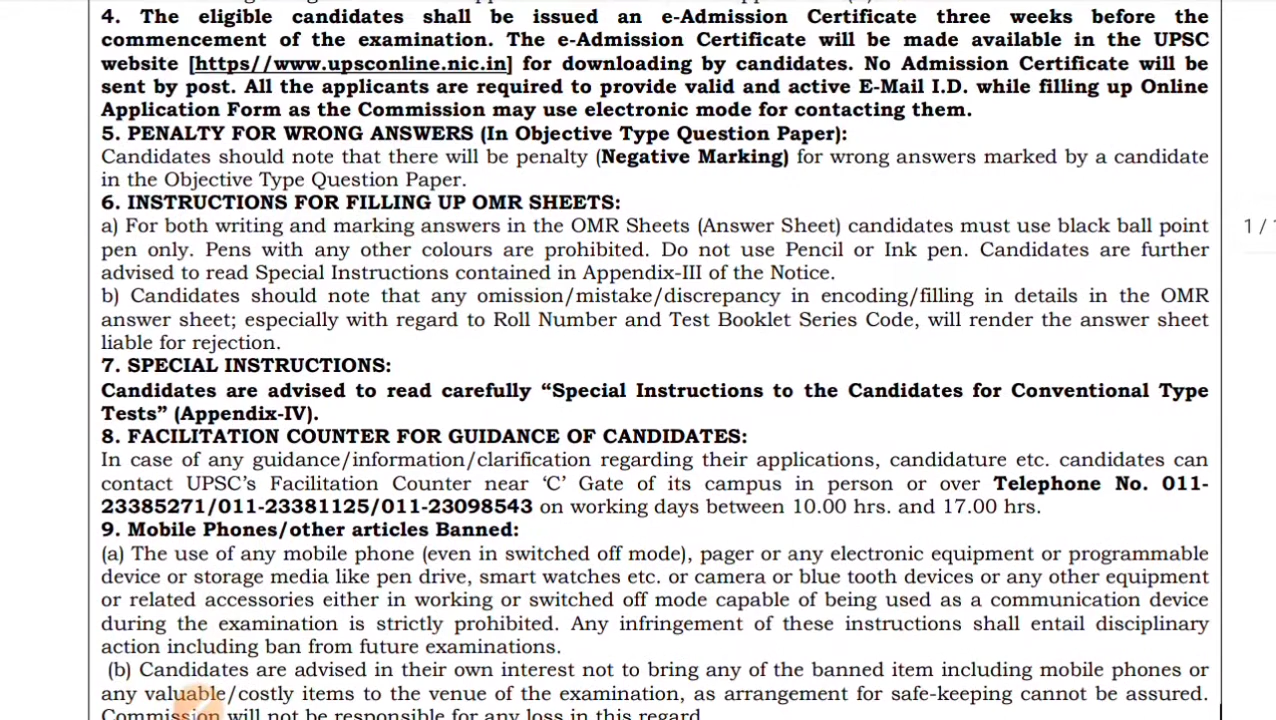 4. The eligible candidates shall be issued an e-Admission Certificate three weeks before the
commencement of the examination. The e-Admission Certificate will be made available in the UPSC
website [https//www.upsconline.nic.in] for downloading by candidates. No Admission Certificate will be
sent by post. All the applicants are required to provide valid and active E-Mail I.D. while filling up Online
Application Form as the Commission may use electronic mode for contacting them.
5. PENALTY FOR WRONG ANSWERS (In Objective Type Question Paper):
Candidates should note that there will be penalty (Negative Marking) for wrong answers marked by a candidate
in the Objective Type Question Paper.
6. INSTRUCTIONS FOR FILLING UP OMR SHEETS:
a) For both writing and marking answers in the OMR Sheets (Answer Sheet) candidates must use black ball point
pen only. Pens with any other colours are prohibited. Do not use Pencil or Ink pen. Candidates are further
advised to read Special Instructions contained in Appendix-III of the Notice.
b) Candidates should note that any omission/mistake/discrepancy in encoding/filling in details in the OMR
answer sheet; especially with regard to Roll Number and Test Booklet Series Code, will render the answer sheet
liable for rejection.
7. SPECIAL INSTRUCTIONS:
Candidates are advised to read carefully “Special Instructions to the Candidates for Conventional Type
Tests” (Appendix-IV).
8. FACILITATION COUNTER FOR GUIDANCE OF CANDIDATES:
In case of any guidance/information/clarification regarding their applications, candidature etc. candidates can
contact UPSC’s Facilitation Counter near ‘C’ Gate of its campus in person or over Telephone No. 011-
23385271/011-23381125/011-23098543 on working days between 10.00 hrs. and 17.00 hrs.
9. Mobile Phones/other articles Banned:
(a) The use of any mobile phone (even in switched off mode), pager or any electronic equipment or programmable
device or storage media like pen drive, smart watches etc. or camera or blue tooth devices or any other equipment
or related accessories either in working or switched off mode capable of being used as a communication device
during the examination is strictly prohibited. Any infringement of these instructions shall entail disciplinary
action including ban from future examinations.
(b) Candidates are advised in their own interest not to bring any of the banned item including mobile phones or
any valuable/costly items to the venue of the examination, as arrangement for safe-keeping cannot be assured.
Commission will not be responsible for any loss in this regard
1 /